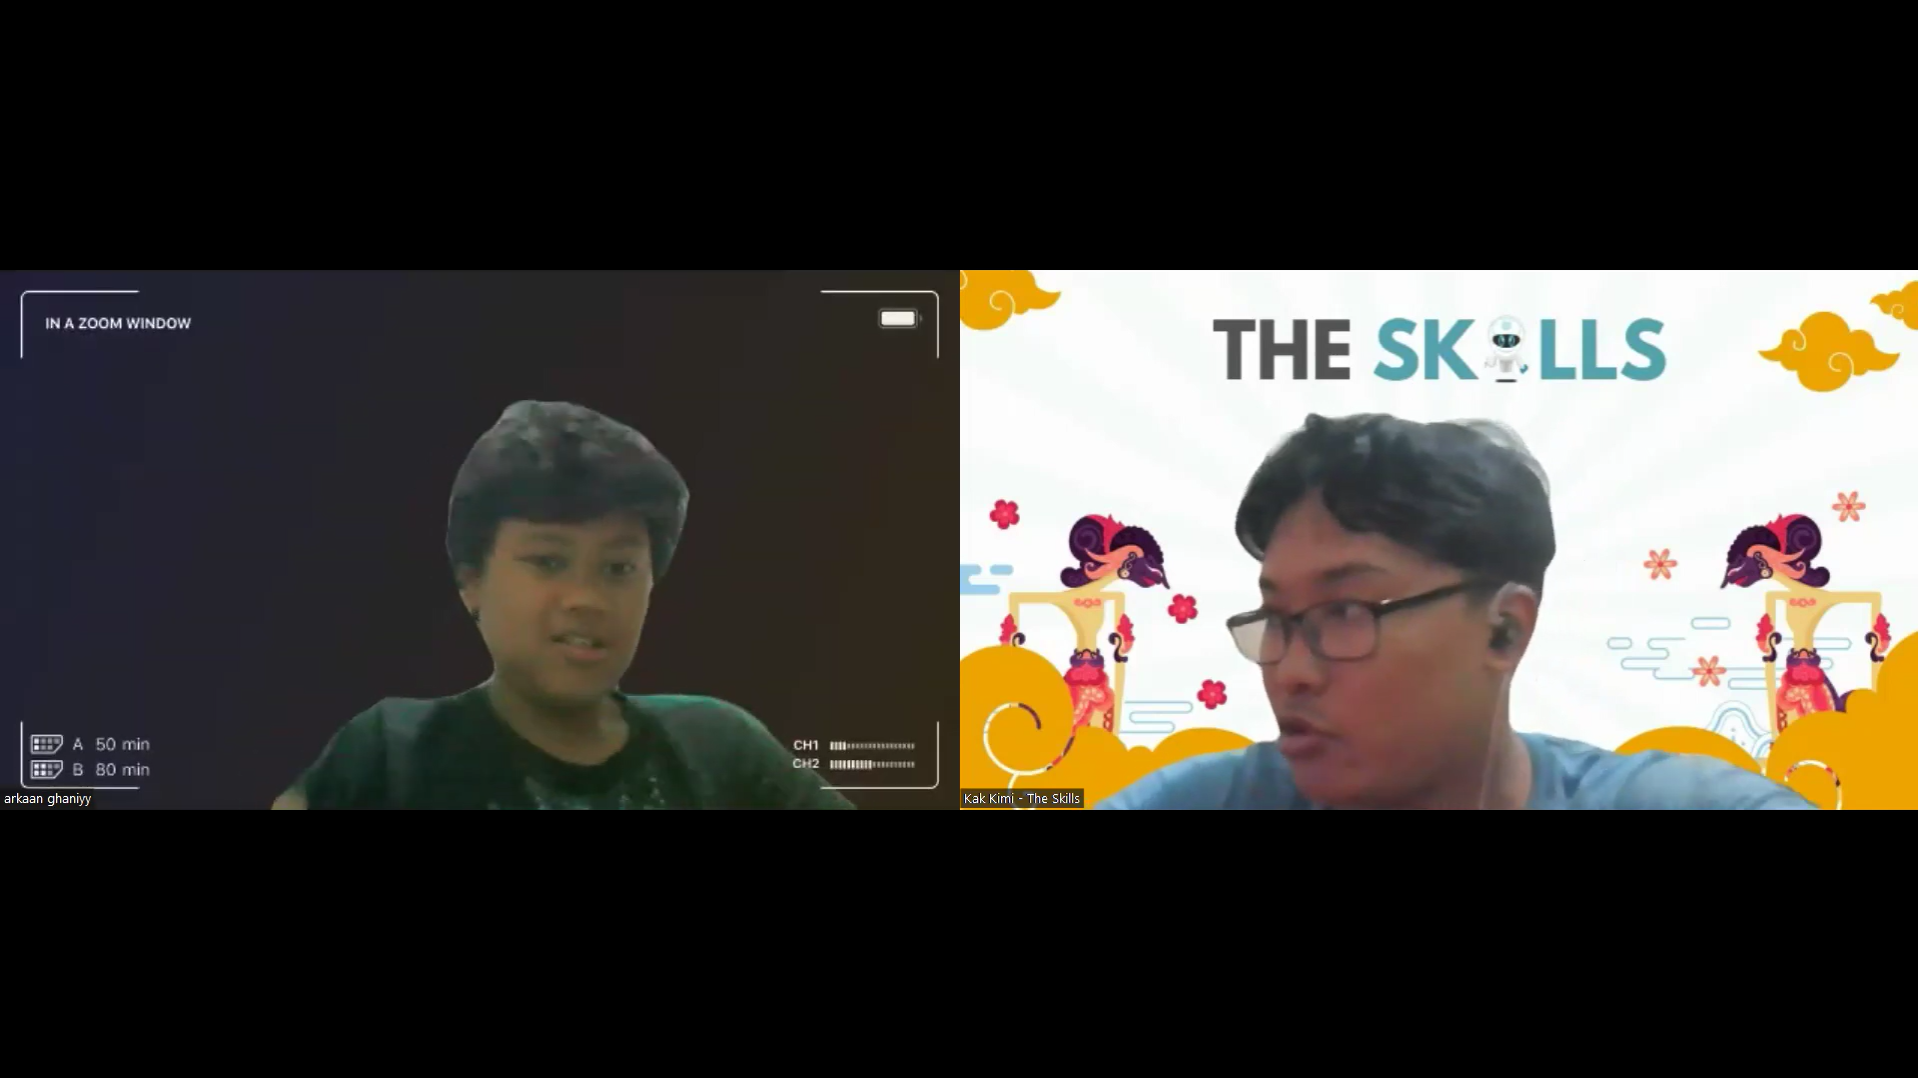 IN A ZOOM WINDOW
A 50 min
B 80 min
CH1
CH2
arkaan ghaniyy
THE SKILLS
Kak Kimi - The Skills